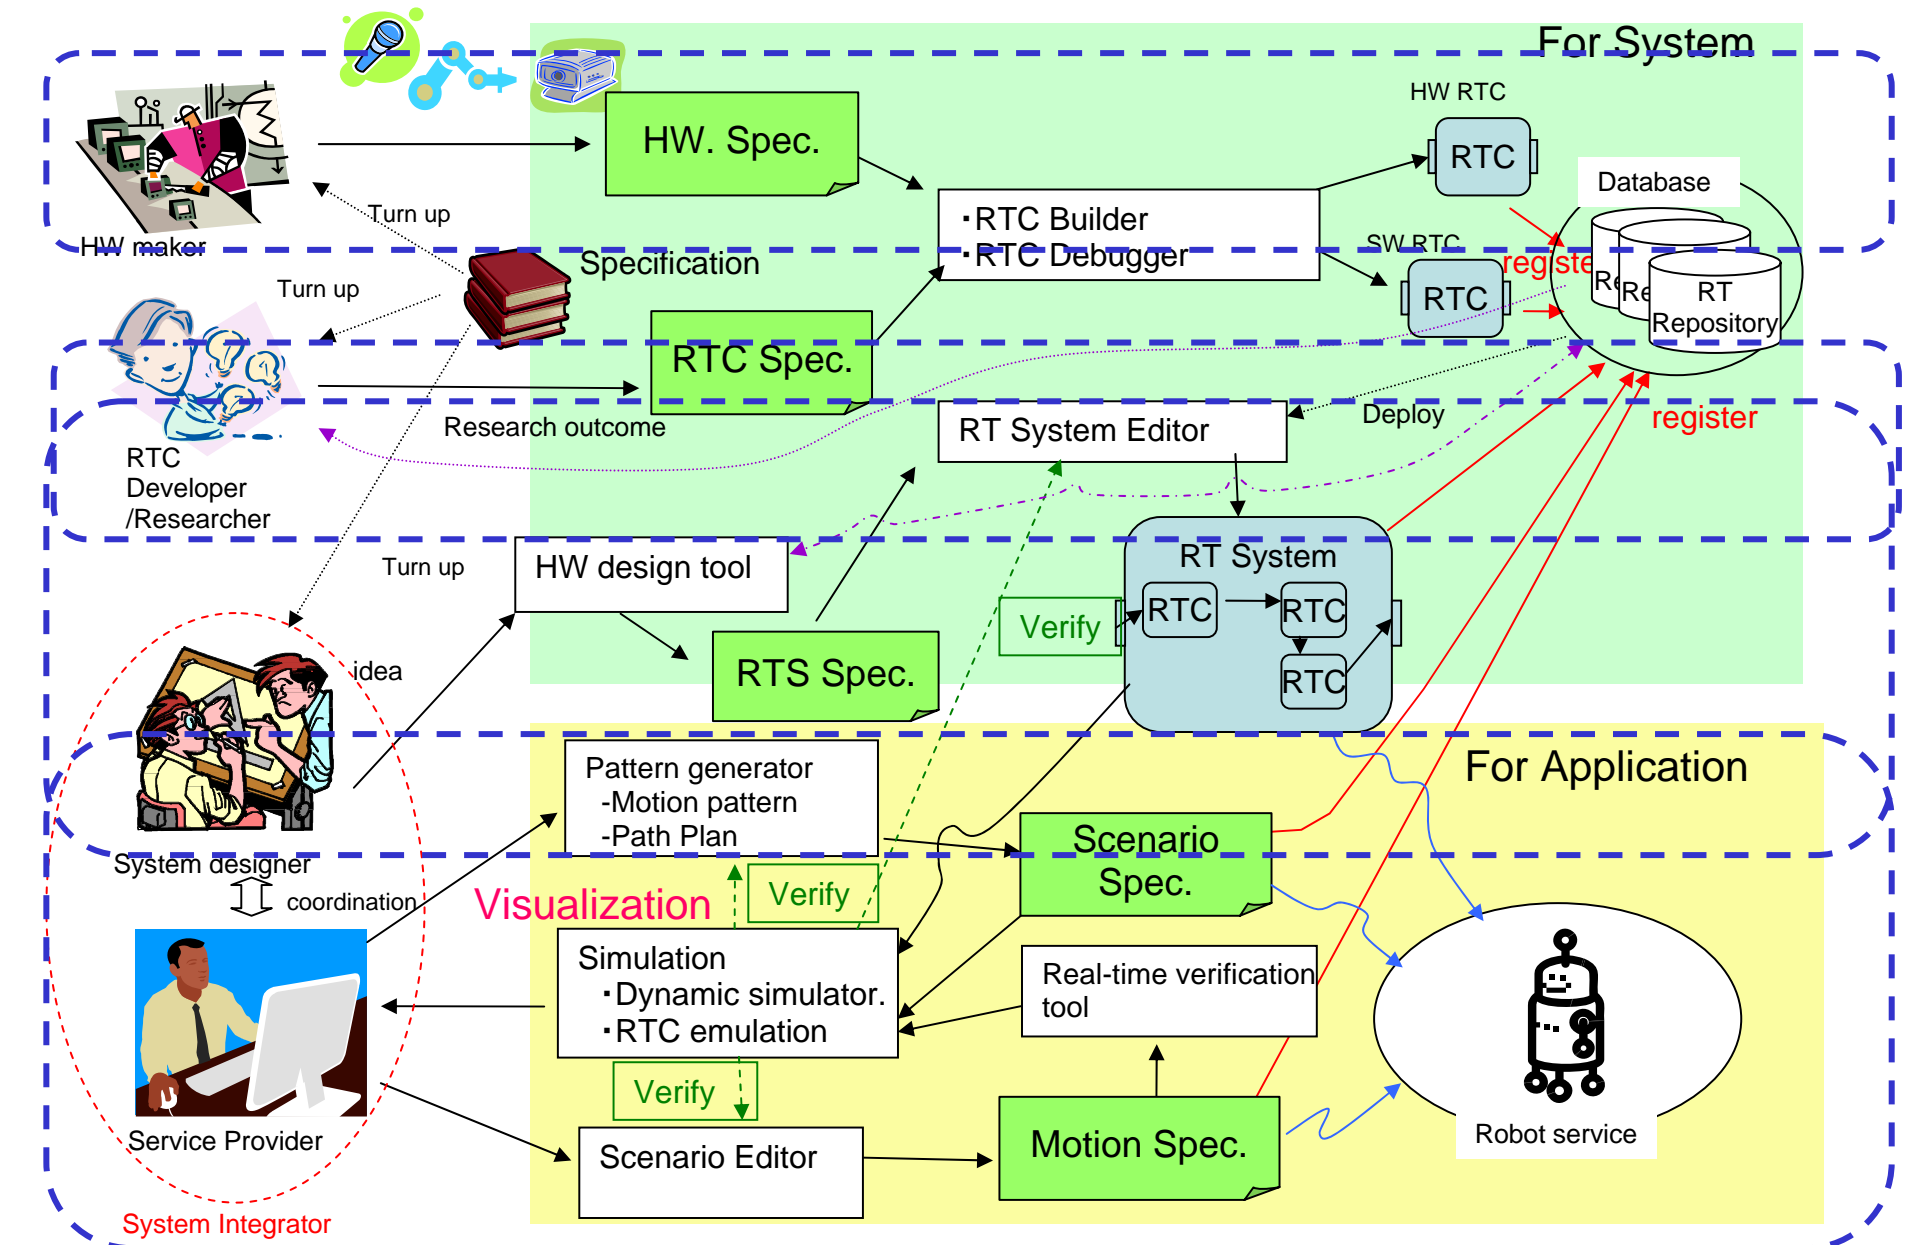 For System
HW RTC
HW. Spec.
RTC
Database
Turn up
・RTC Builder
・RTC Debugger
HW maker
SW RTC
Specification
register
Turn up
RTC
Re
Re
RT
Repository
RTC Spec.
Research outcome
RT System Editor
Deploy
register
RTC
Developer
/Researcher
Turn up
HW design tool
RT System
RTC
RTC
RTC
Verify
idea
RTS Spec.
For Application
Pattern generator
-Motion pattern
-Path Plan
Scenario
Spec.
System designer
coordination
Visualization
Verify
Simulation
・Dynamic simulator.
・RTC emulation
Real-time verification
tool
Verify
Service Provider
Scenario Editor
Motion Spec.
Robot service
System Integrator